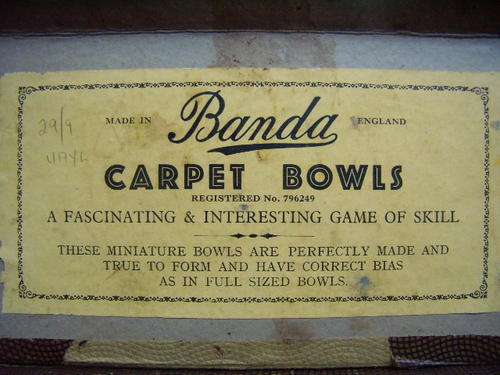 29/9
MADE IN Banda ENGLAND
CARPET BOWLS
REGISTERED No. 796249
A FASCINATING & INTERESTING GAME OF SKILL
THESE MINIATURE BOWLS ARE PERFECTLY MADE AND
TRUE TO FORM AND HAVE CORRECT BIAS
AS IN FULL SIZED BOWLS.